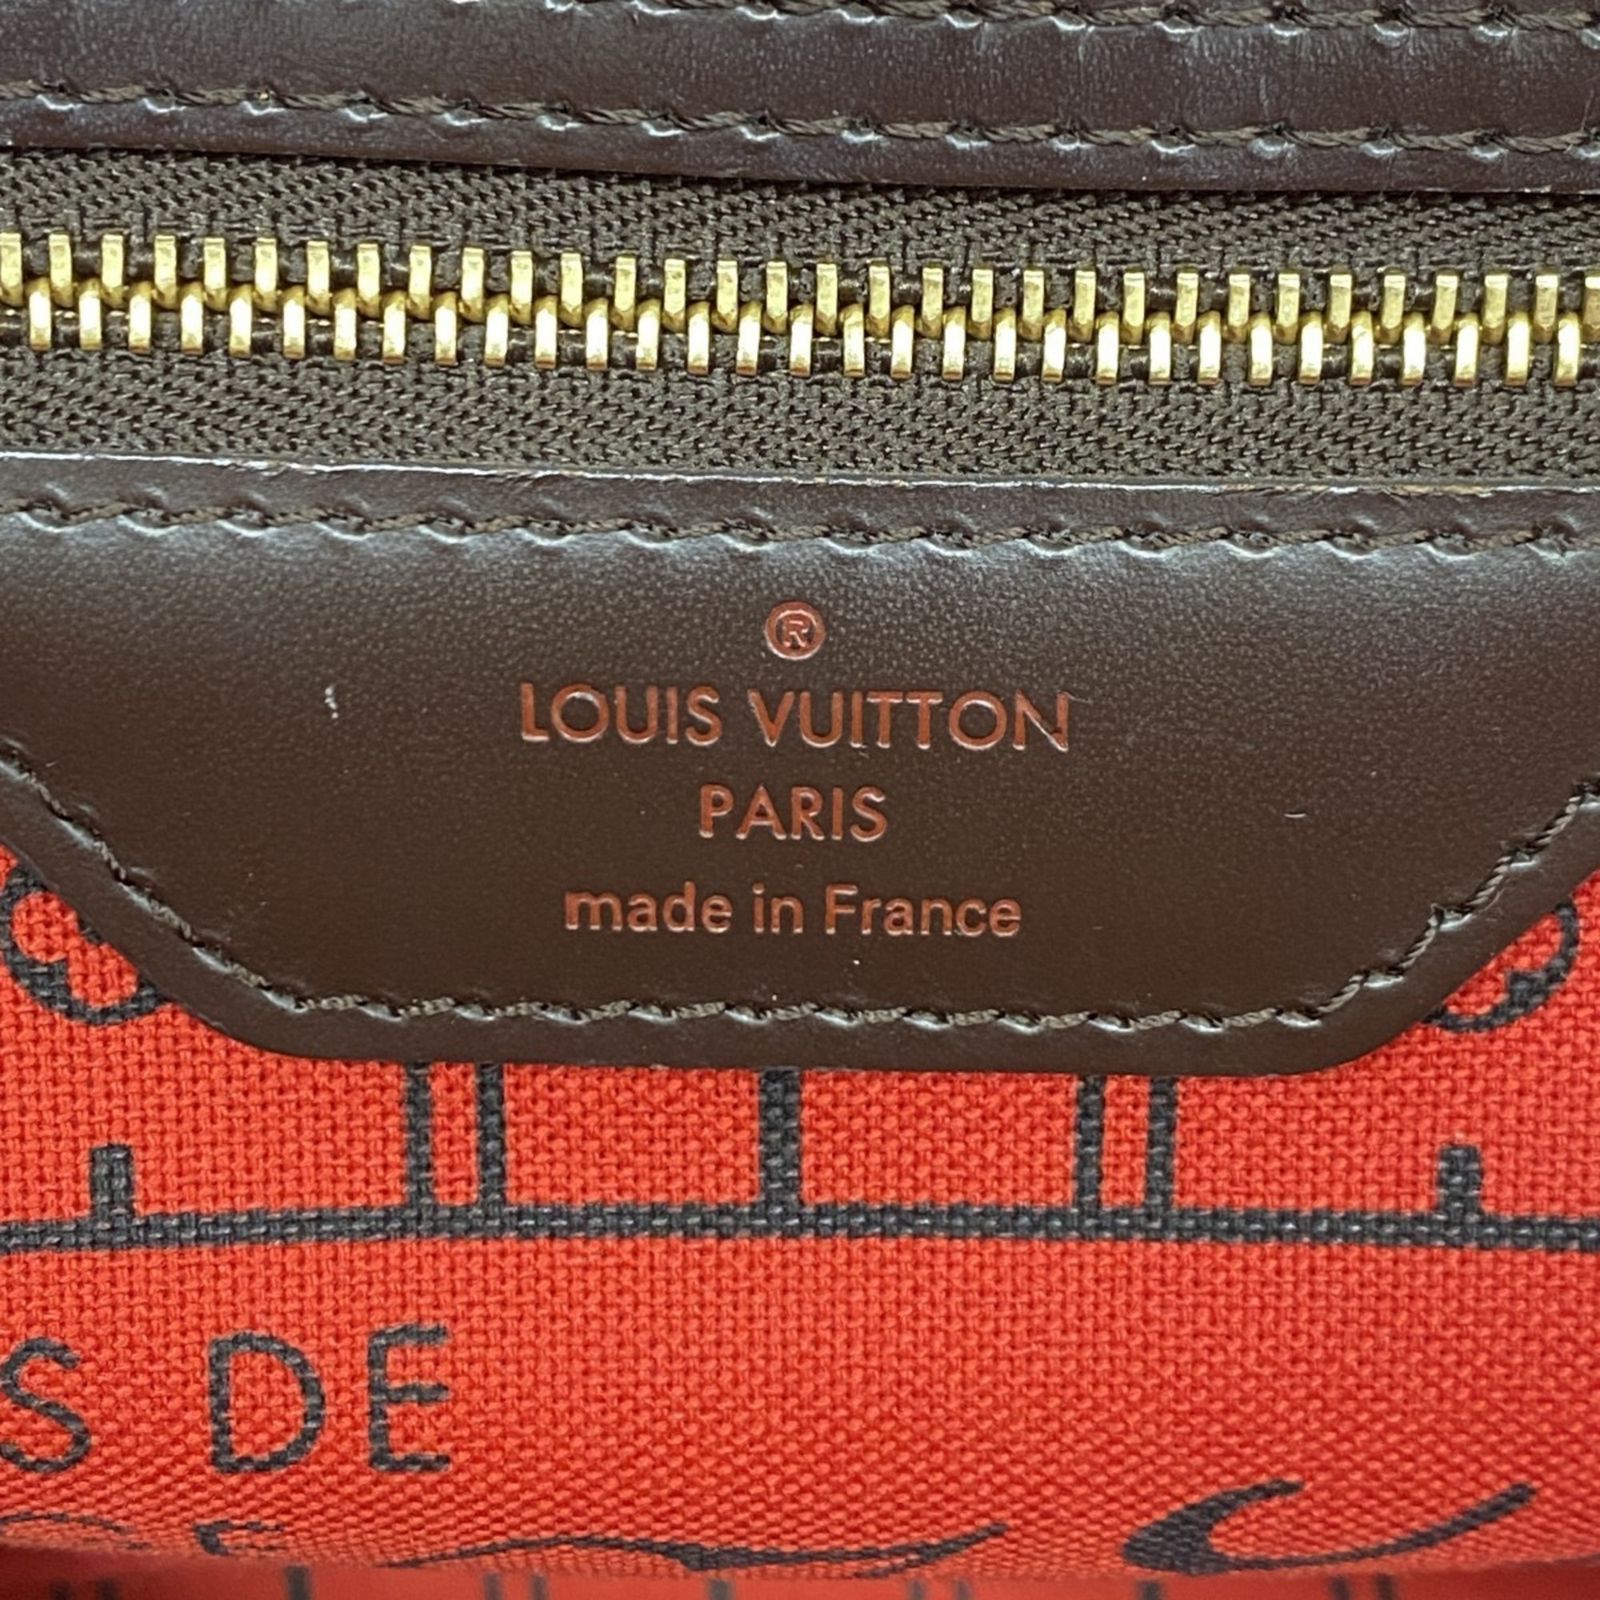 ®
LOUIS VUITTON
PARIS
made in France
S DE